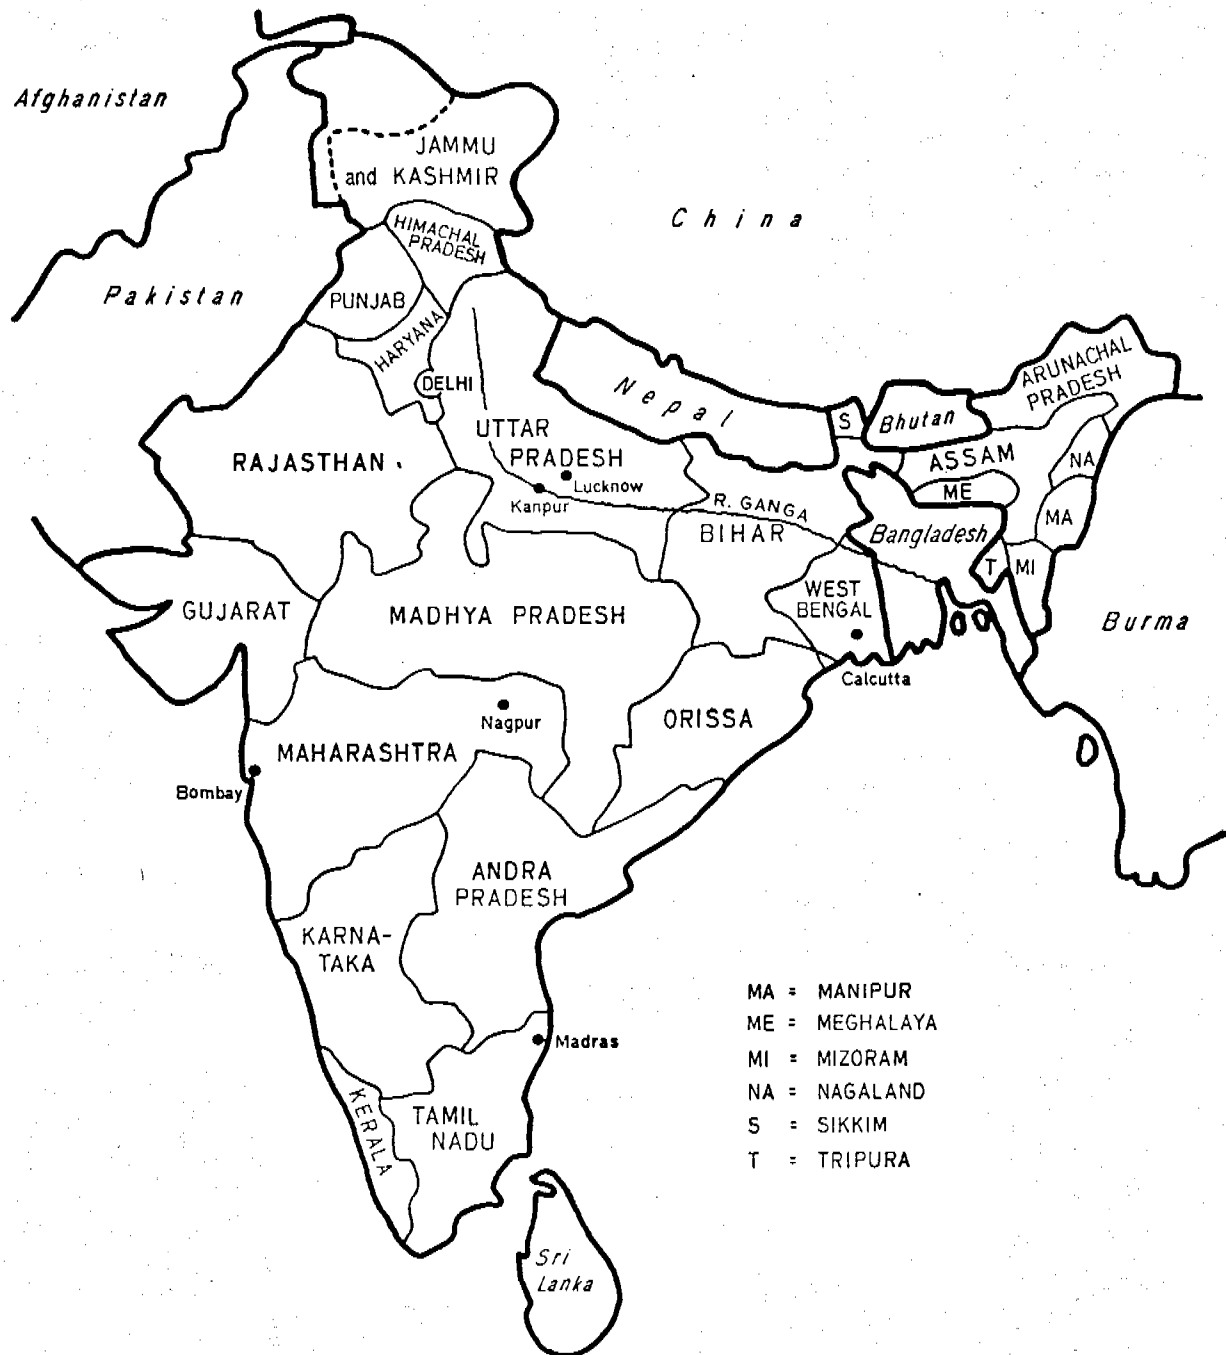 Afghanistan
JAMMU
and KASHMIR
China
HIMACHAL
PRADESH
Pakistan
PUNJAB
HARYANA
DELHI
Nepal
ARUNACHAL
PRADESH
S
Bhutan
UTTAR
PRADESH
RAJASTHAN
Lucknow
Kanpur
ASSAM
NA
ME
R. GANGA
BIHAR
MA
Bangladesh
T
MI
GUJARAT
MADHYA PRADESH
WEST
BENGAL
Burma
Calcutta
Nagpur
ORISSA
MAHARASHTRA
Bombay
ANDRA
PRADESH
KARNA-
TAKA
Madras
KERALA
TAMIL
NADU
Sri
Lanka
MA = MANIPUR
ME = MEGHALAYA
MI = MIZORAM
NA = NAGALAND
S = SIKKIM
T = TRIPURA